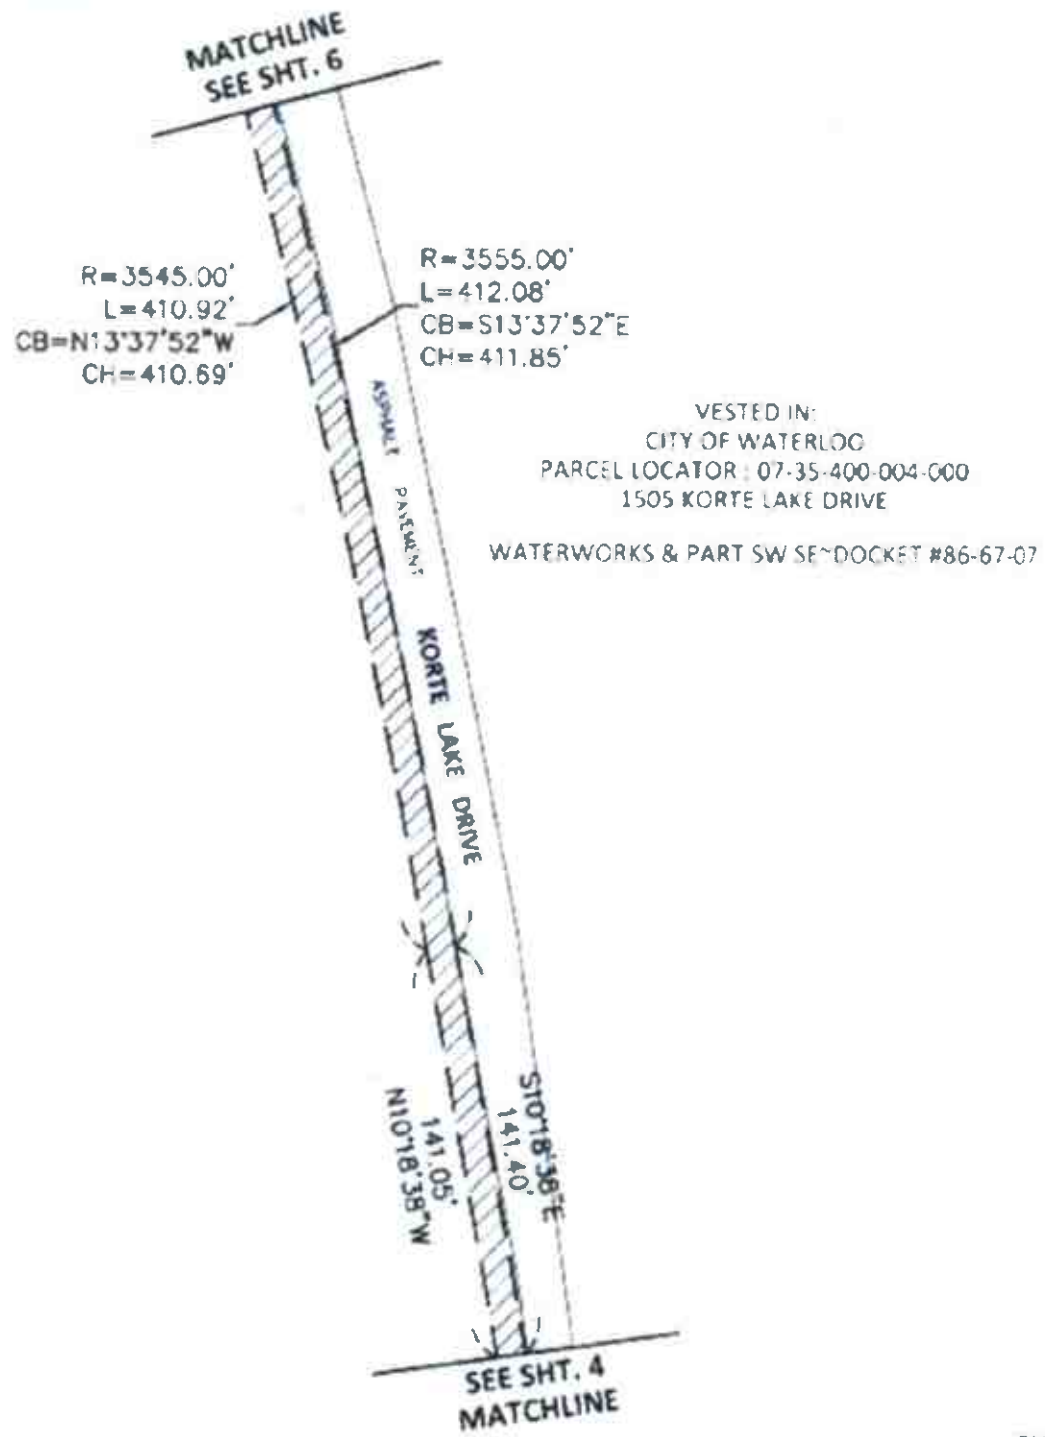 MATCHLINE
SEE SHT. 6
R=3545.00'
L=410.92'
CB=N13°37'52"W
CH=410.69'
R=3555.00'
L=412.08'
CB=S13°37'52"E
CH=411.85'
ASPHALT PAVEMENT
VESTED IN:
CITY OF WATERLOO
PARCEL LOCATOR : 07-35-400-004-000
1505 KORTE LAKE DRIVE
WATERWORKS & PART SW SE~DOCKET #86-67-07
KORTE LAKE DRIVE
141.05'
N10°18'38"W
S10°18'38"E
141.40'
SEE SHT. 4
MATCHLINE